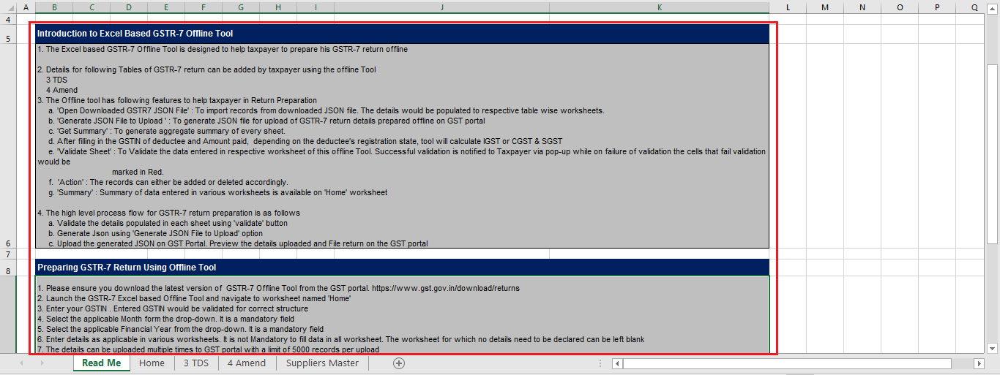 A B C D E F G H I J K L M N O P Q
4
5 Introduction to Excel Based GSTR-7 Offline Tool
1. The Excel based GSTR-7 Offline Tool is designed to help taxpayer to prepare his GSTR-7 return offline
2. Details for following Tables of GSTR-7 return can be added by taxpayer using the offline Tool
3 TDS
4 Amend
3. The Offline tool has following features to help taxpayer in Return Preparation
a. 'Open Downloaded GSTR7 JSON File' : To import records from downloaded JSON file. The details would be populated to respective table wise worksheets.
b. 'Generate JSON File to Upload ' : To generate JSON file for upload of GSTR-7 return details prepared offline on GST portal
c. 'Get Summary' : To generate aggregate summary of every sheet.
d. After filling in the GSTIN of deductee and Amount paid, depending on the deductee's registration state, tool will calculate IGST or CGST & SGST
e. 'Validate Sheet' : To Validate the data entered in respective worksheet of this offline Tool. Successful validation is notified to Taxpayer via pop-up while on failure of validation the cells that fail validation
would be
marked in Red.
f. 'Action' : The records can either be added or deleted accordingly.
g. 'Summary' : Summary of data entered in various worksheets is available on 'Home' worksheet
4. The high level process flow for GSTR-7 return preparation is as follows
a. Validate the details populated in each sheet using 'validate' button
b. Generate Json using 'Generate JSON File to Upload' option
6 c. Upload the generated JSON on GST Portal. Preview the details uploaded and File return on the GST portal
7
8 Preparing GSTR-7 Return Using Offline Tool
1. Please ensure you download the latest version of GSTR-7 Offline Tool from the GST portal. https://www.gst.gov.in/download/returns
2. Launch the GSTR-7 Excel based Offline Tool and navigate to worksheet named 'Home'
3. Enter your GSTIN . Entered GSTIN would be validated for correct structure
4. Select the applicable Month form the drop-down. It is a mandatory field
5. Select the applicable Financial Year from the drop-down. It is a mandatory field
6. Enter details as applicable in various worksheets. It is not Mandatory to fill data in all worksheet. The worksheet for which no details need to be declared can be left blank
7. The details can be uploaded multiple times to GST portal with a limit of 5000 records per upload
Read Me Home 3 TDS 4 Amend Suppliers Master